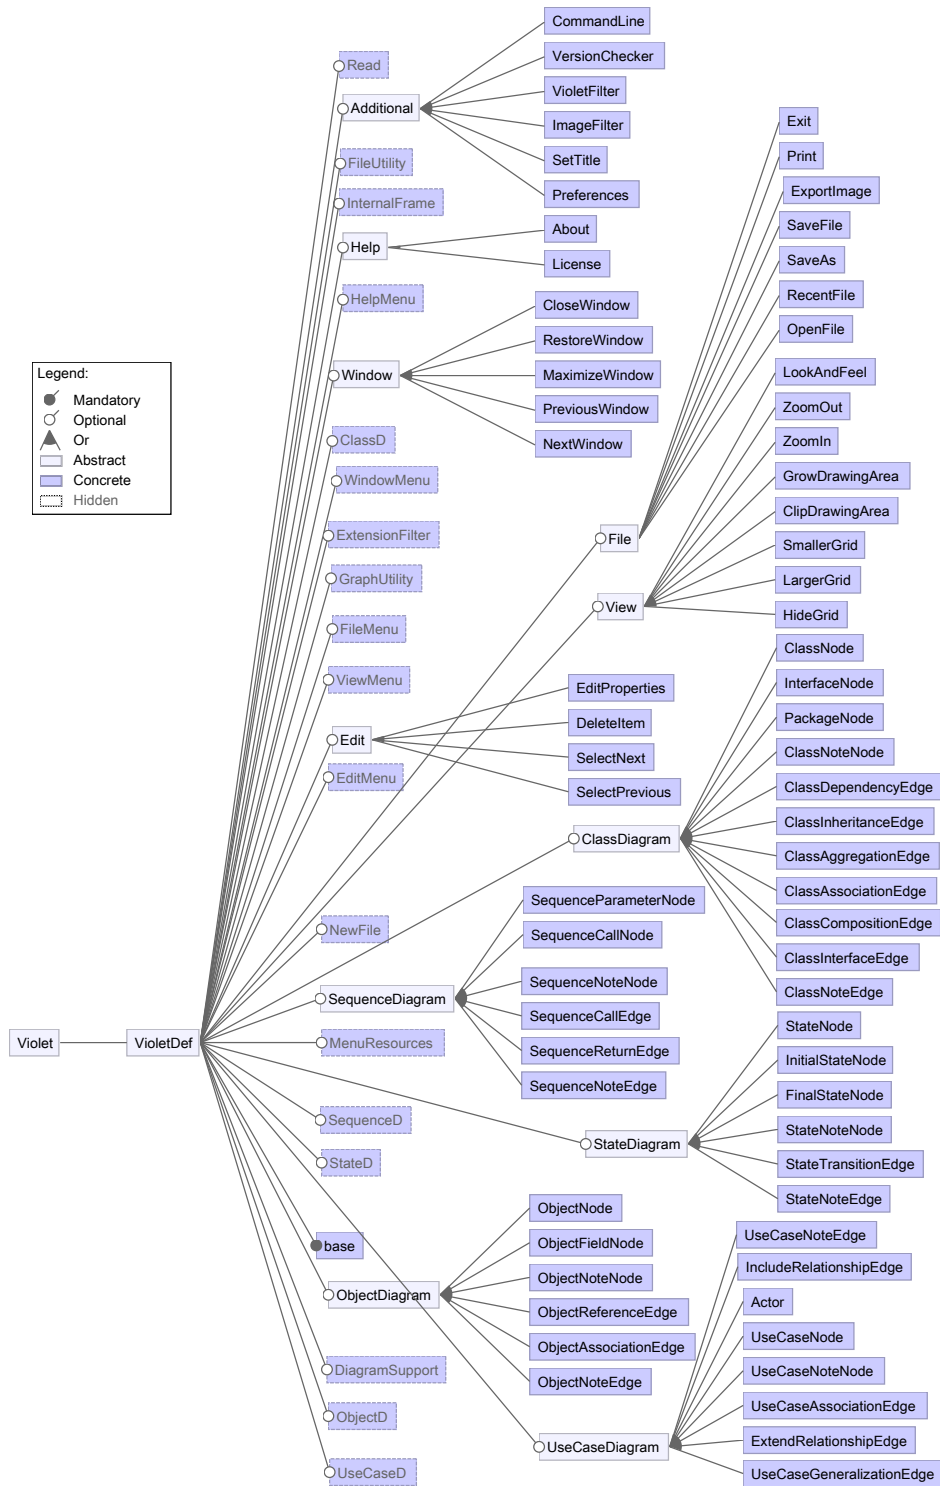 CommandLine
VersionChecker
VioletFilter
ImageFilter
SetTitle
Preferences
Read
Additional
FileUtility
InternalFrame
Help
About
License
HelpMenu
Window
CloseWindow
RestoreWindow
MaximizeWindow
PreviousWindow
NextWindow
Exit
Print
ExportImage
SaveFile
SaveAs
RecentFile
OpenFile
LookAndFeel
ZoomOut
ZoomIn
GrowDrawingArea
ClipDrawingArea
SmallerGrid
LargerGrid
HideGrid
Legend:
Mandatory
Optional
Or
Abstract
Concrete
Hidden
ClassD
WindowMenu
ExtensionFilter
GraphUtility
FileMenu
ViewMenu
File
View
Edit
EditMenu
EditProperties
DeleteItem
SelectNext
SelectPrevious
ClassNode
InterfaceNode
PackageNode
ClassNoteNode
ClassDependencyEdge
ClassInheritanceEdge
ClassAggregationEdge
ClassAssociationEdge
ClassCompositionEdge
ClassInterfaceEdge
ClassNoteEdge
ClassDiagram
NewFile
SequenceDiagram
SequenceParameterNode
SequenceCallNode
SequenceNoteNode
SequenceCallEdge
SequenceReturnEdge
SequenceNoteEdge
Violet
VioletDef
MenuResources
SequenceD
StateD
StateDiagram
StateNode
InitialStateNode
FinalStateNode
StateNoteNode
StateTransitionEdge
StateNoteEdge
base
ObjectDiagram
ObjectNode
ObjectFieldNode
ObjectNoteNode
ObjectReferenceEdge
ObjectAssociationEdge
ObjectNoteEdge
DiagramSupport
ObjectD
UseCaseD
UseCaseDiagram
UseCaseNoteEdge
IncludeRelationshipEdge
Actor
UseCaseNode
UseCaseNoteNode
UseCaseAssociationEdge
ExtendRelationshipEdge
UseCaseGeneralizationEdge